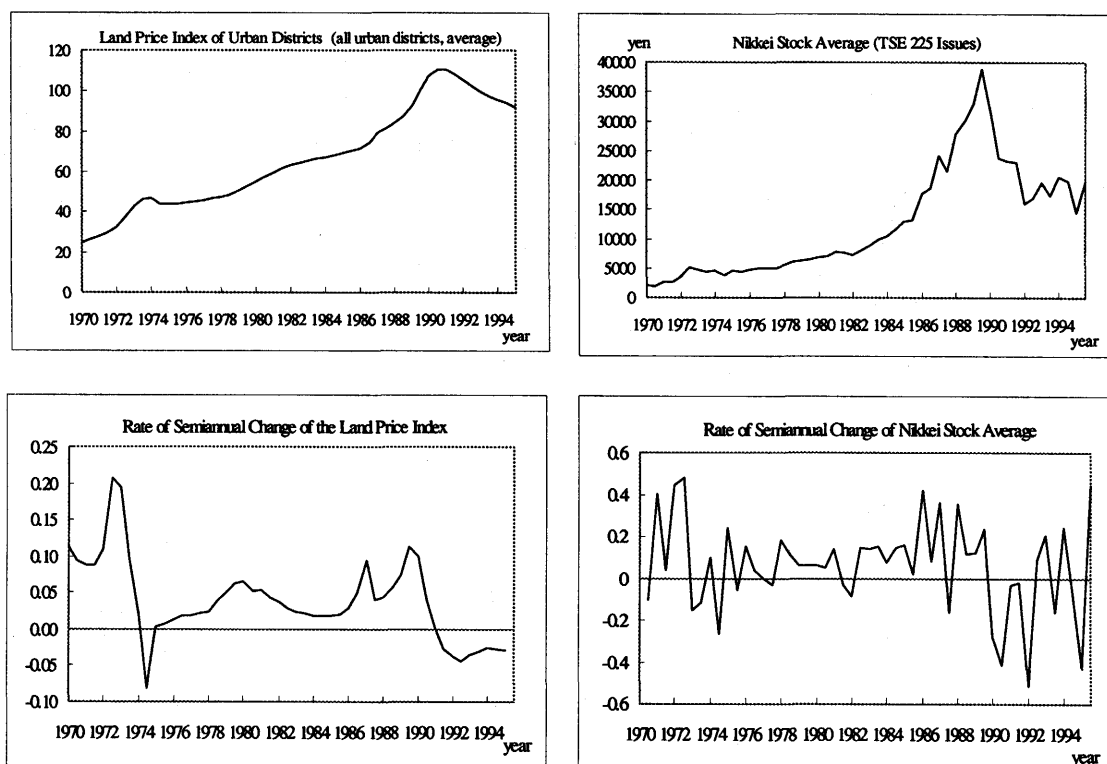 Land Price Index of Urban Districts (all urban districts, average)
120
100
80
60
40
20
0
1970 1972 1974 1976 1978 1980 1982 1984 1986 1988 1990 1992 1994
year
yen Nikkei Stock Average (TSE 225 Issues)
40000
35000
30000
25000
20000
15000
10000
5000
0
1970 1972 1974 1976 1978 1980 1982 1984 1986 1988 1990 1992 1994
year
Rate of Semiannual Change of the Land Price Index
0.25
0.20
0.15
0.10
0.05
0.00
-0.05
-0.10
1970 1972 1974 1976 1978 1980 1982 1984 1986 1988 1990 1992 1994
year
Rate of Semiannual Change of Nikkei Stock Average
0.6
0.4
0.2
0
-0.2
-0.4
-0.6
1970 1972 1974 1976 1978 1980 1982 1984 1986 1988 1990 1992 1994
year